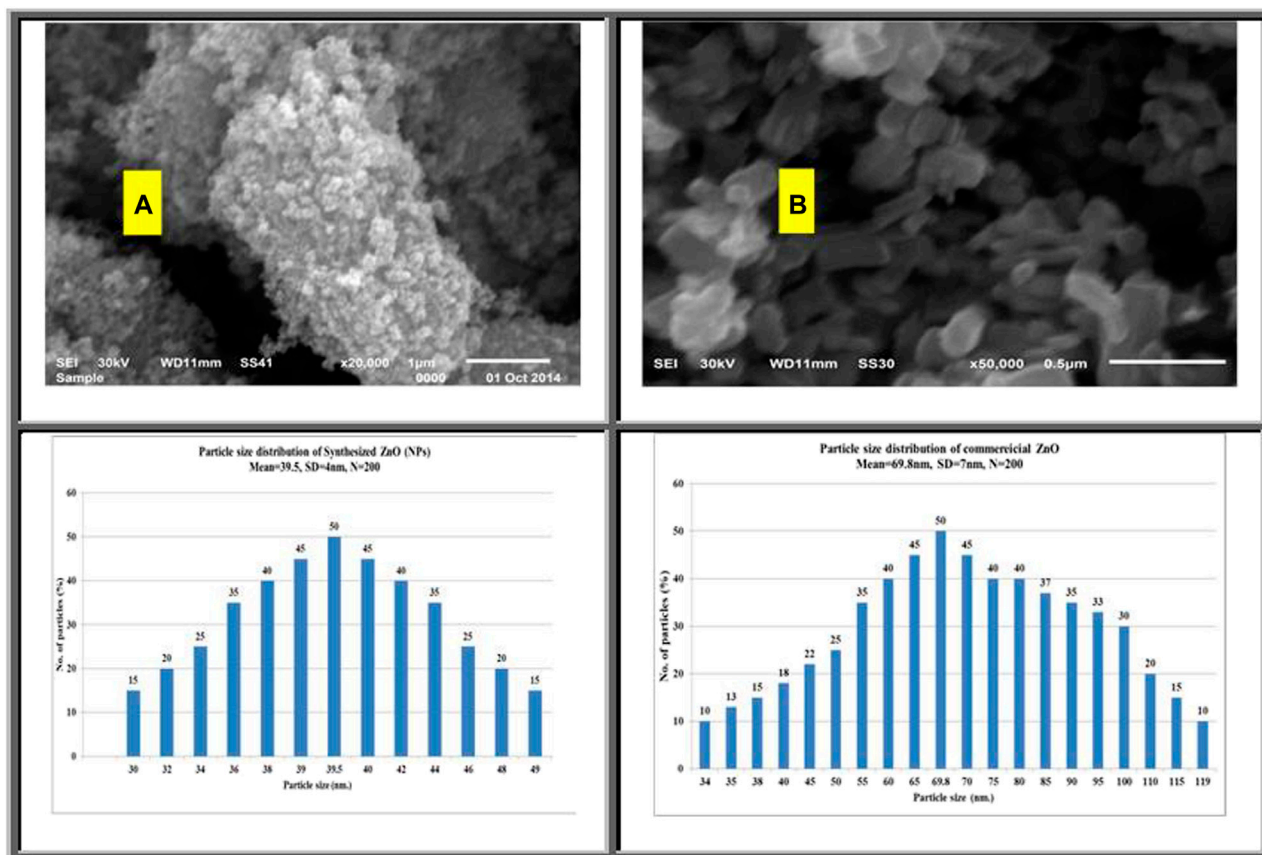 A
SEI 30kV WD11mm SS41 x20,000 1µm
Sample 0000 01 Oct 2014
B
SEI 30kV WD11mm SS30 x50,000 0.5µm
Particle size distribution of Synthesized ZnO (NPs)
Mean=39.5, SD=4nm, N=200
No. of particles (%)
60
50
40
30
20
10
0
15 20 25 35 40 45 50 45 40 35 25 20 15
30 32 34 36 38 39 39.5 40 42 44 46 48 49
Particle size (nm.)
Particle size distribution of commereicial ZnO
Mean=69.8nm, SD=7nm, N=200
No. of particles (%)
60
50
40
30
20
10
0
10 13 15 18 22 25 35 40 45 50 45 40 40 37 35 33 30 20 15 10
34 35 38 40 45 50 55 60 65 69.8 70 75 80 85 90 95 100 110 115 119
Particle size (nm.)